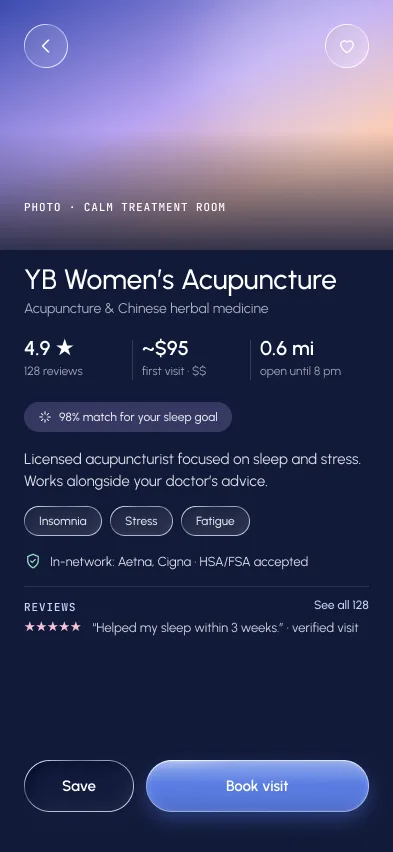 PHOTO · CALM TREATMENT ROOM
YB Women’s Acupuncture
Acupuncture & Chinese herbal medicine
4.9 ★ ~$95 0.6 mi
128 reviews first visit · $$ open until 8 pm
98% match for your sleep goal
Licensed acupuncturist focused on sleep and stress.
Works alongside your doctor’s advice.
Insomnia Stress Fatigue
In-network: Aetna, Cigna · HSA/FSA accepted
REVIEWS See all 128
★★★★★ “Helped my sleep within 3 weeks.” · verified visit
Save Book visit